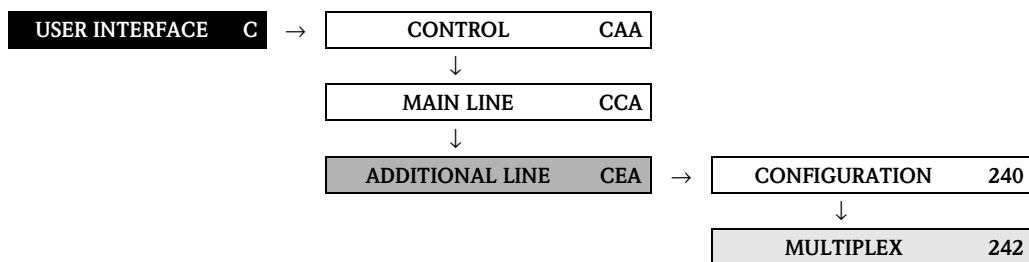 USER INTERFACE C → CONTROL CAA
↓
MAIN LINE CCA
↓
ADDITIONAL LINE CEA → CONFIGURATION 240
↓
MULTIPLEX 242